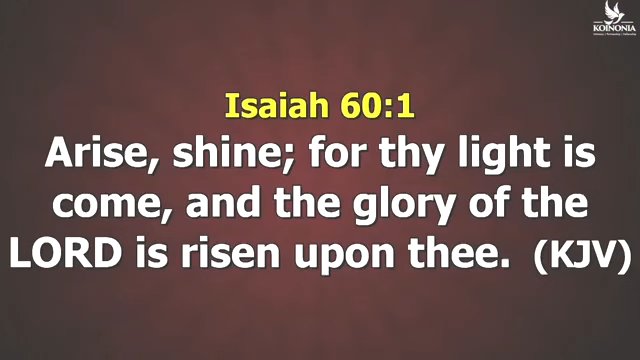 KOINONIA
Isaiah 60:1
Arise, shine; for thy light is
come, and the glory of the
LORD is risen upon thee. (KJV)